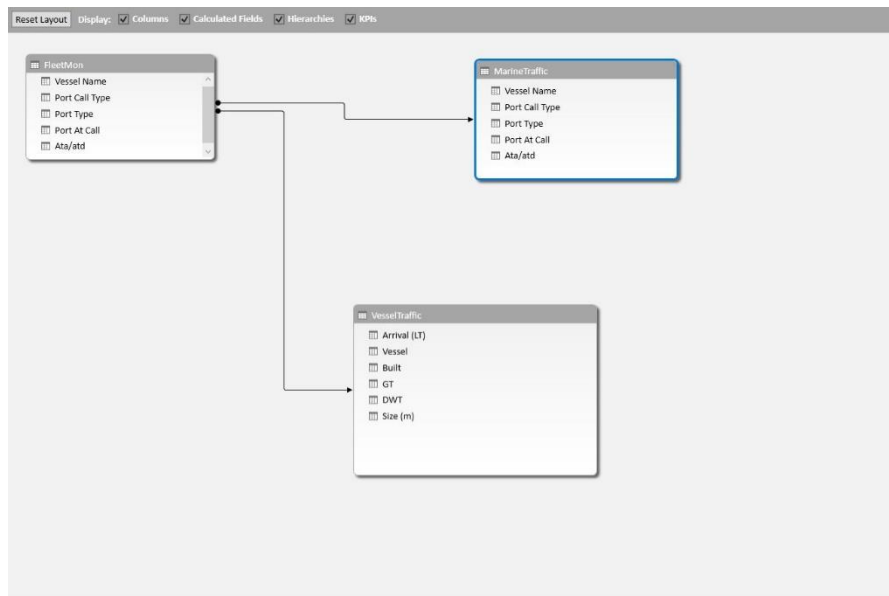 Reset Layout Display: Columns Calculated Fields Hierarchies KPIs
FleetMon
Vessel Name
Port Call Type
Port Type
Port At Call
Ata/atd
MarineTraffic
Vessel Name
Port Call Type
Port Type
Port At Call
Ata/atd
VesselTraffic
Arrival (LT)
Vessel
Built
GT
DWT
Size (m)